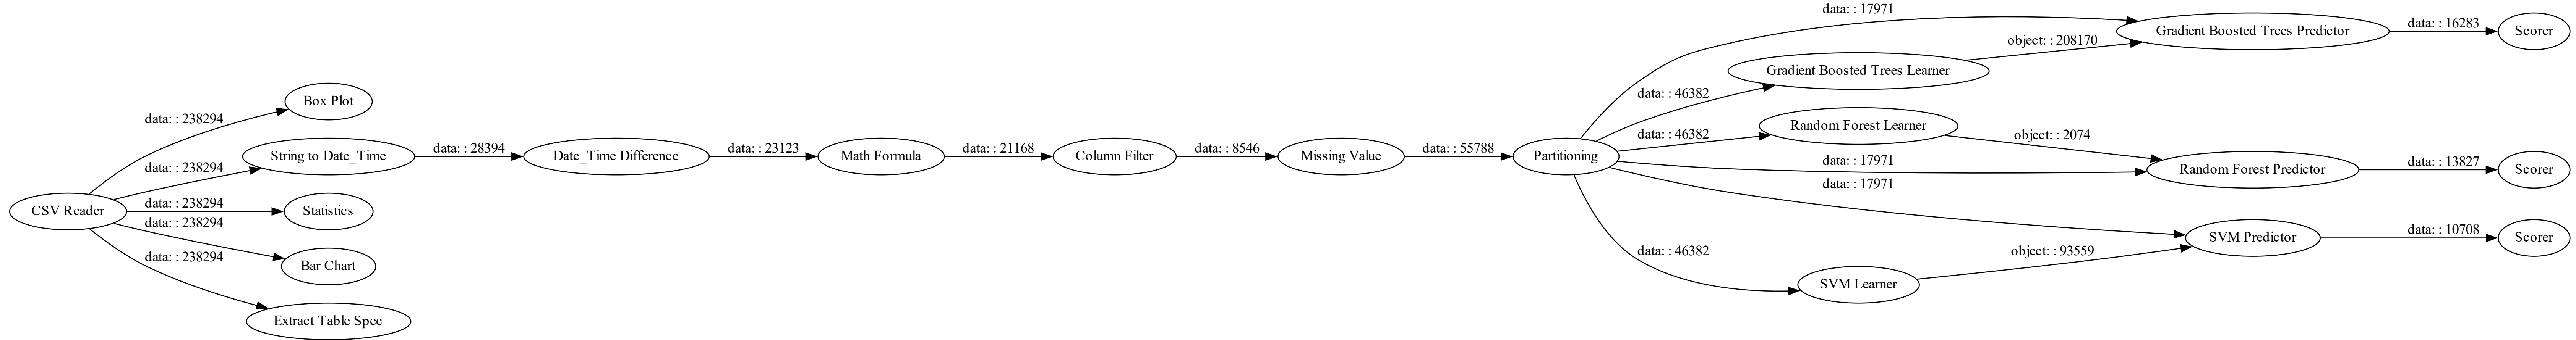 CSV Reader
data: : 238294
Box Plot
data: : 238294
String to Date_Time
data: : 238294
Statistics
data: : 238294
Bar Chart
data: : 238294
Extract Table Spec
data: : 28394
Date_Time Difference
data: : 23123
Math Formula
data: : 21168
Column Filter
data: : 8546
Missing Value
data: : 55788
Partitioning
data: : 17971
data: : 46382
Gradient Boosted Trees Learner
object: : 208170
Gradient Boosted Trees Predictor
data: : 16283
Scorer
data: : 46382
Random Forest Learner
object: : 2074
data: : 17971
Random Forest Predictor
data: : 13827
Scorer
data: : 17971
data: : 46382
SVM Learner
object: : 93559
SVM Predictor
data: : 10708
Scorer